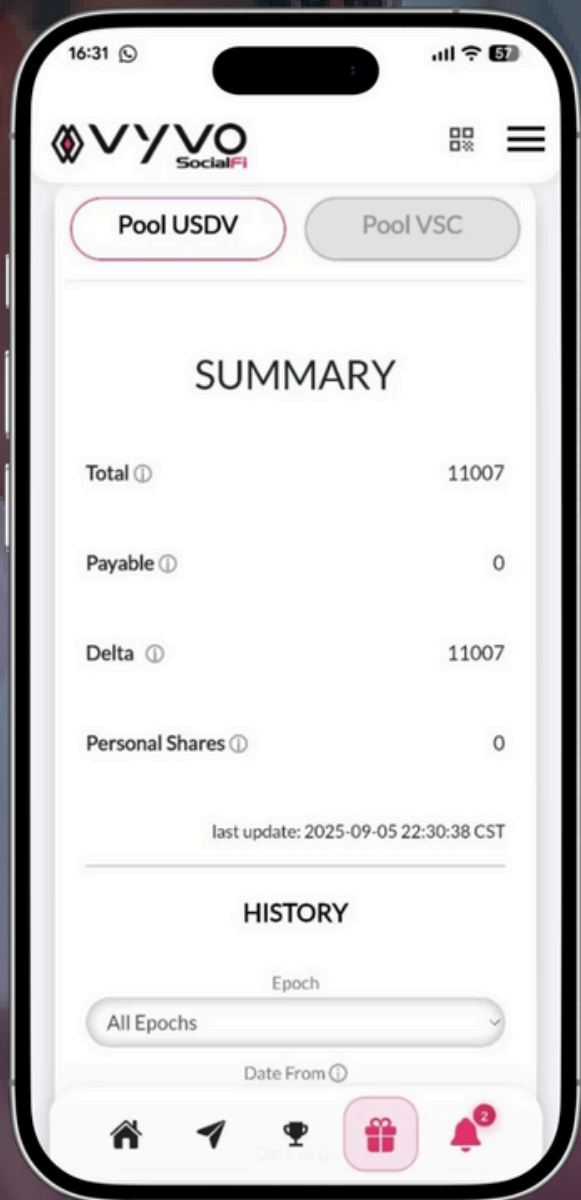 16:31
57
VYVO
SocialFi
Pool USDV
Pool VSC
SUMMARY
Total
11007
Payable
0
Delta
11007
Personal Shares
0
last update: 2025-09-05 22:30:38 CST
HISTORY
Epoch
All Epochs
Date From
2